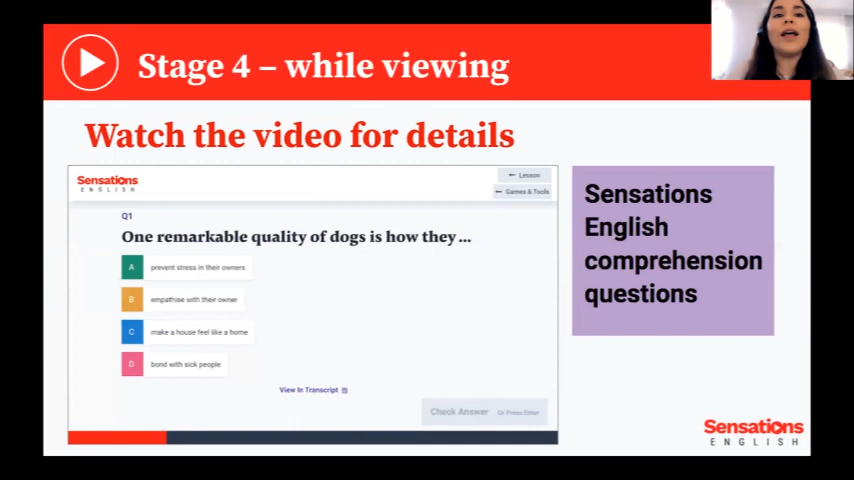 Stage 4 – while viewing
Watch the video for details
Sensations
ENGLISH
← Lesson
← Games & Tools
Q1
One remarkable quality of dogs is how they ...
A prevent stress in their owners
B empathise with their owner
C make a house feel like a home
D bond with sick people
View In Transcript
Check Answer Or Press Enter
Sensations
English
comprehension
questions
Sensations
ENGLISH